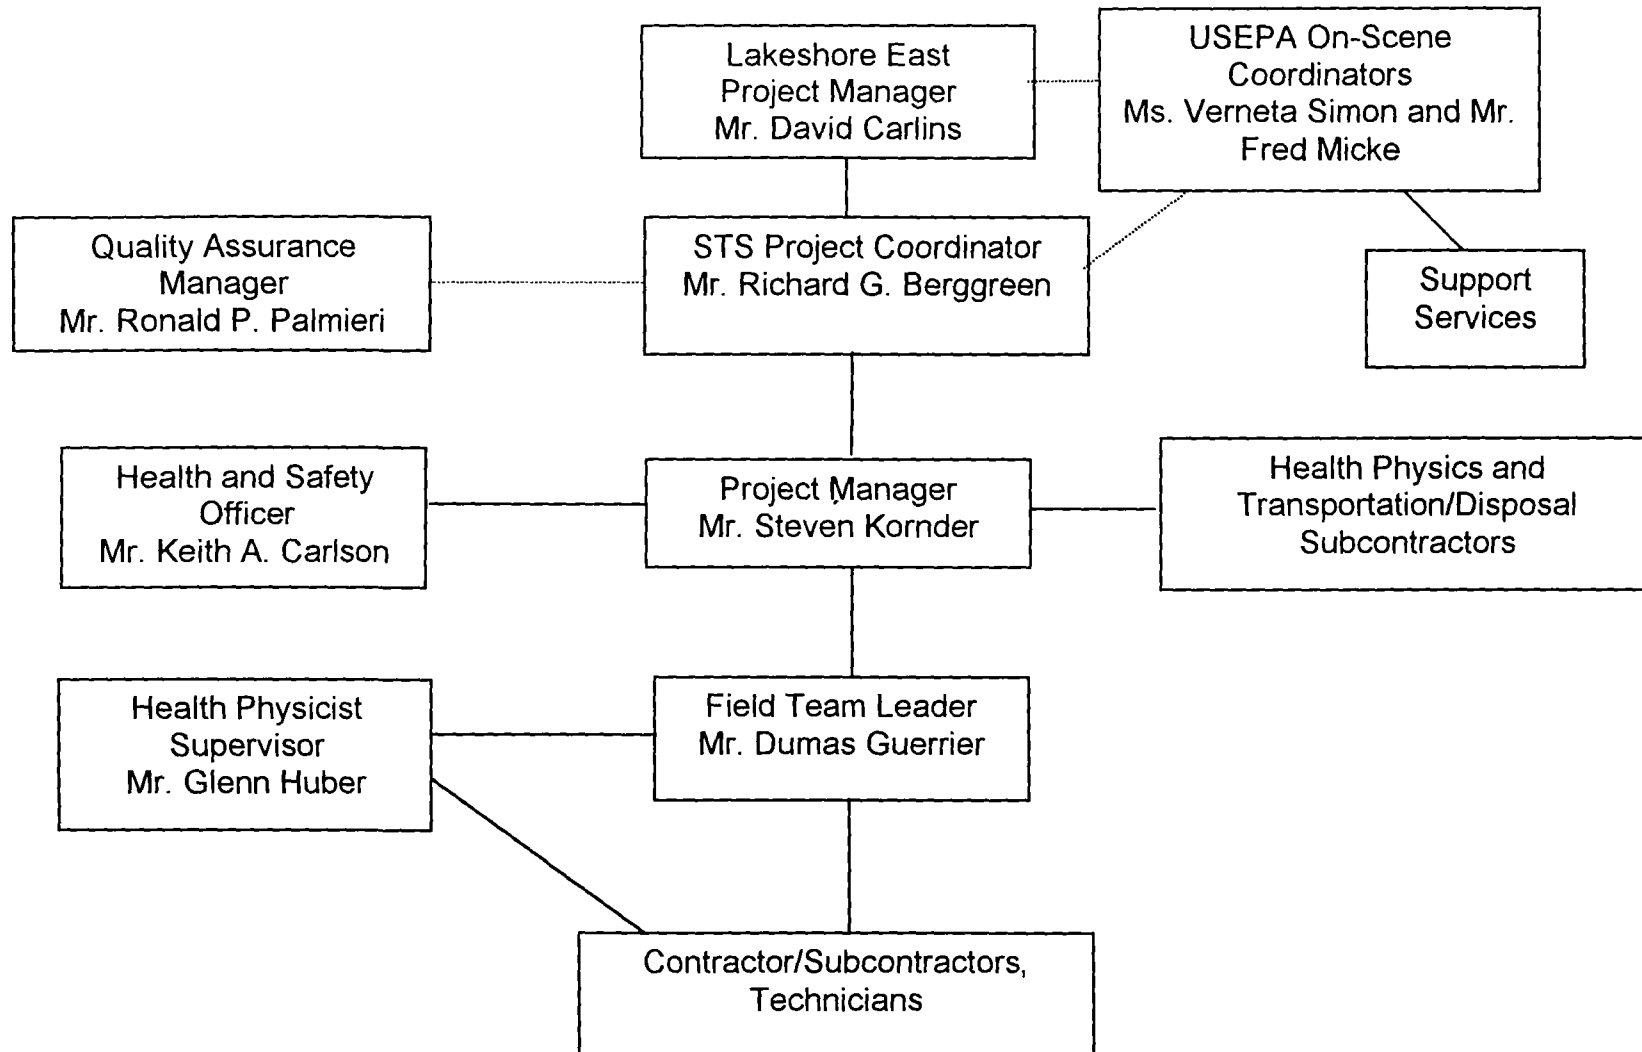 Lakeshore East
Project Manager
Mr. David Carlins
USEPA On-Scene
Coordinators
Ms. Verneta Simon and Mr.
Fred Micke
Quality Assurance
Manager
Mr. Ronald P. Palmieri
STS Project Coordinator
Mr. Richard G. Berggreen
Support
Services
Health and Safety
Officer
Mr. Keith A. Carlson
Project Manager
Mr. Steven Kornder
Health Physics and
Transportation/Disposal
Subcontractors
Health Physicist
Supervisor
Mr. Glenn Huber
Field Team Leader
Mr. Dumas Guerrier
Contractor/Subcontractors,
Technicians